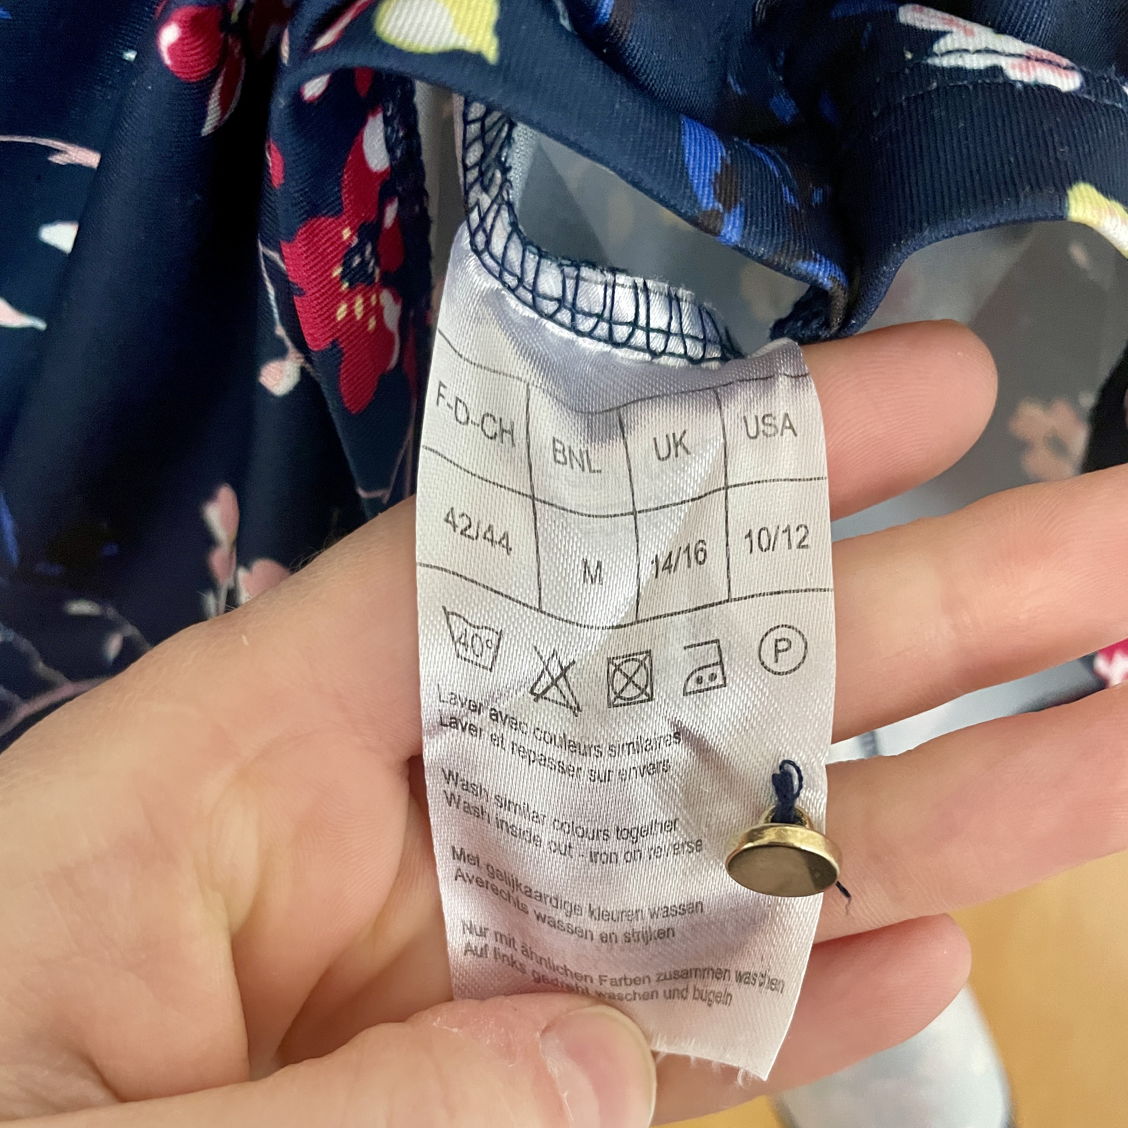 F-D-CH BNL UK USA
42/44 M 14/16 10/12
40° P
Laver avec couleurs similaires
Laver et repasser sur envers
Wash similar colours together
Wash inside out - iron on reverse
Met gelijkaardige kleuren wassen
Averechts wassen en strijken
Nur mit ähnlichen Farben zusammen waschen
Auf links gedreht waschen und bügeln